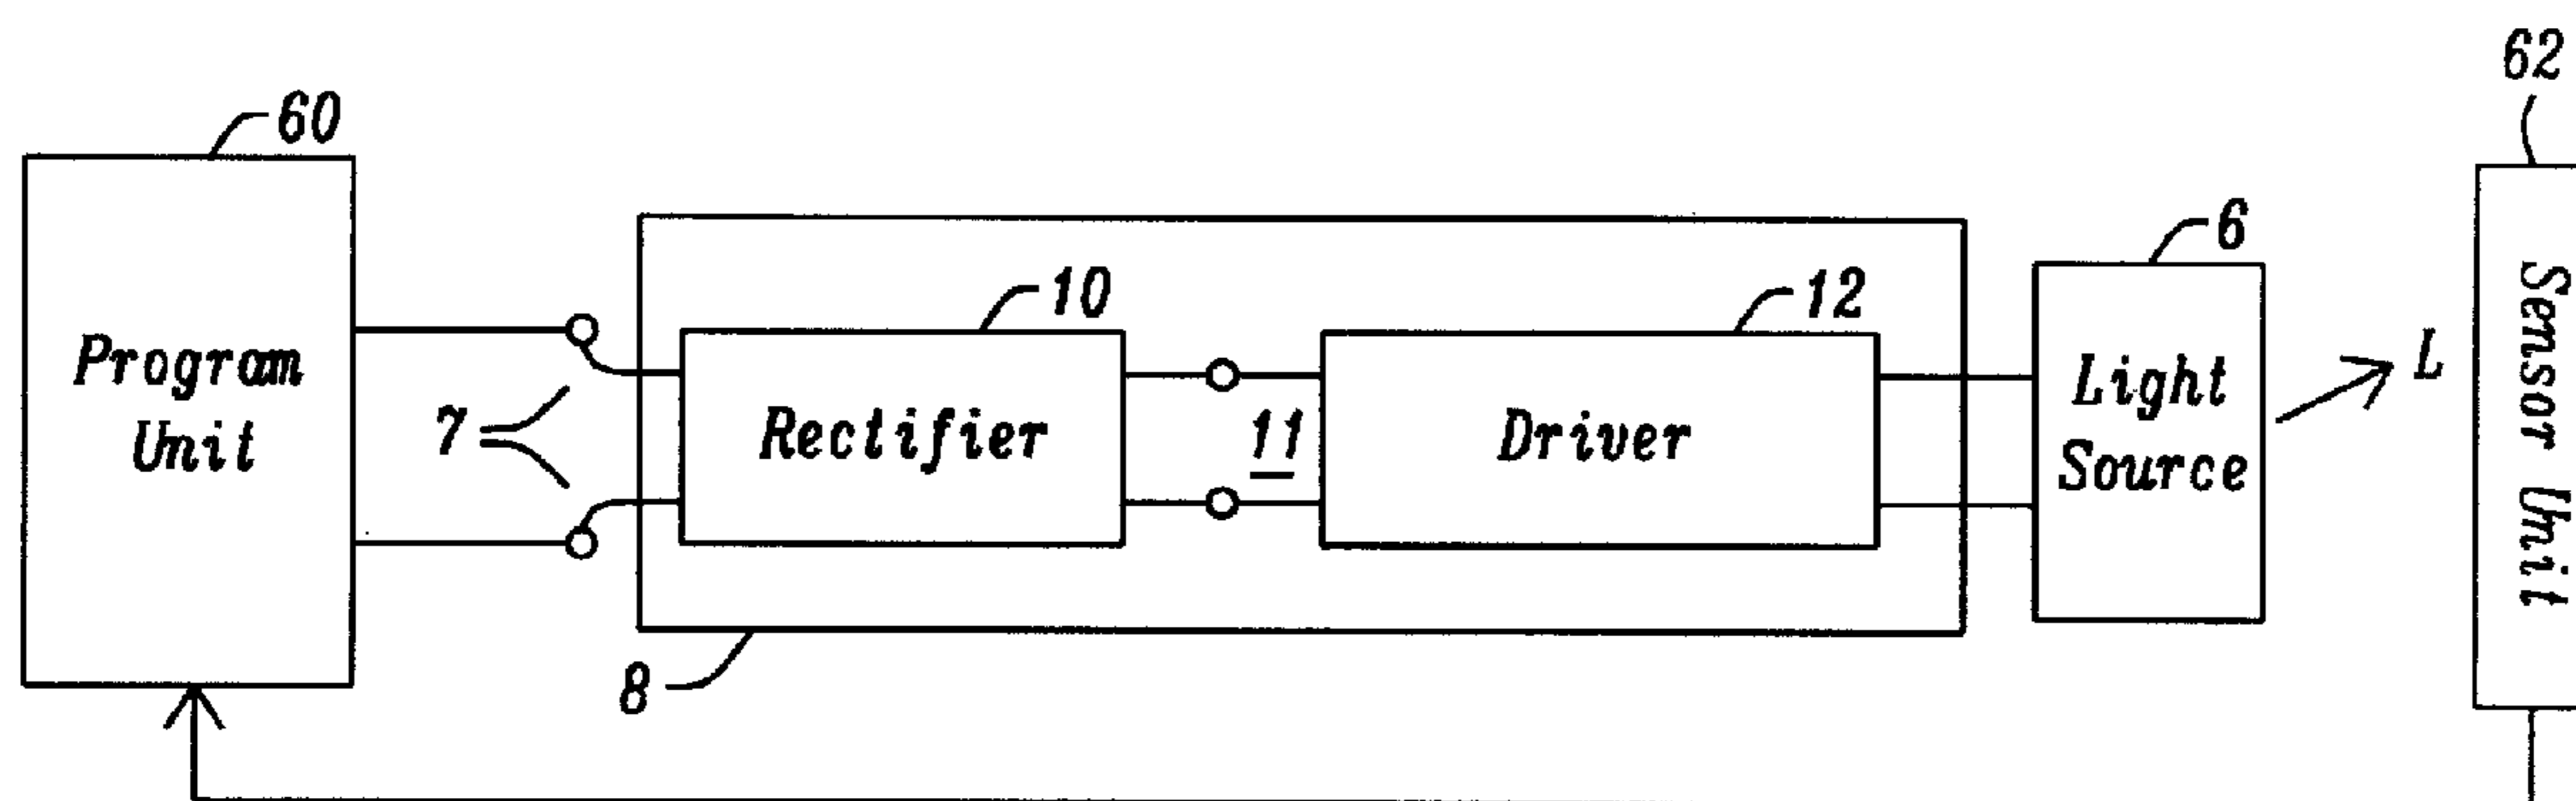 62
60
6
10
12
Program
Unit
7
Rectifier
11
Driver
Light
Source
L
Sensor Unit
8